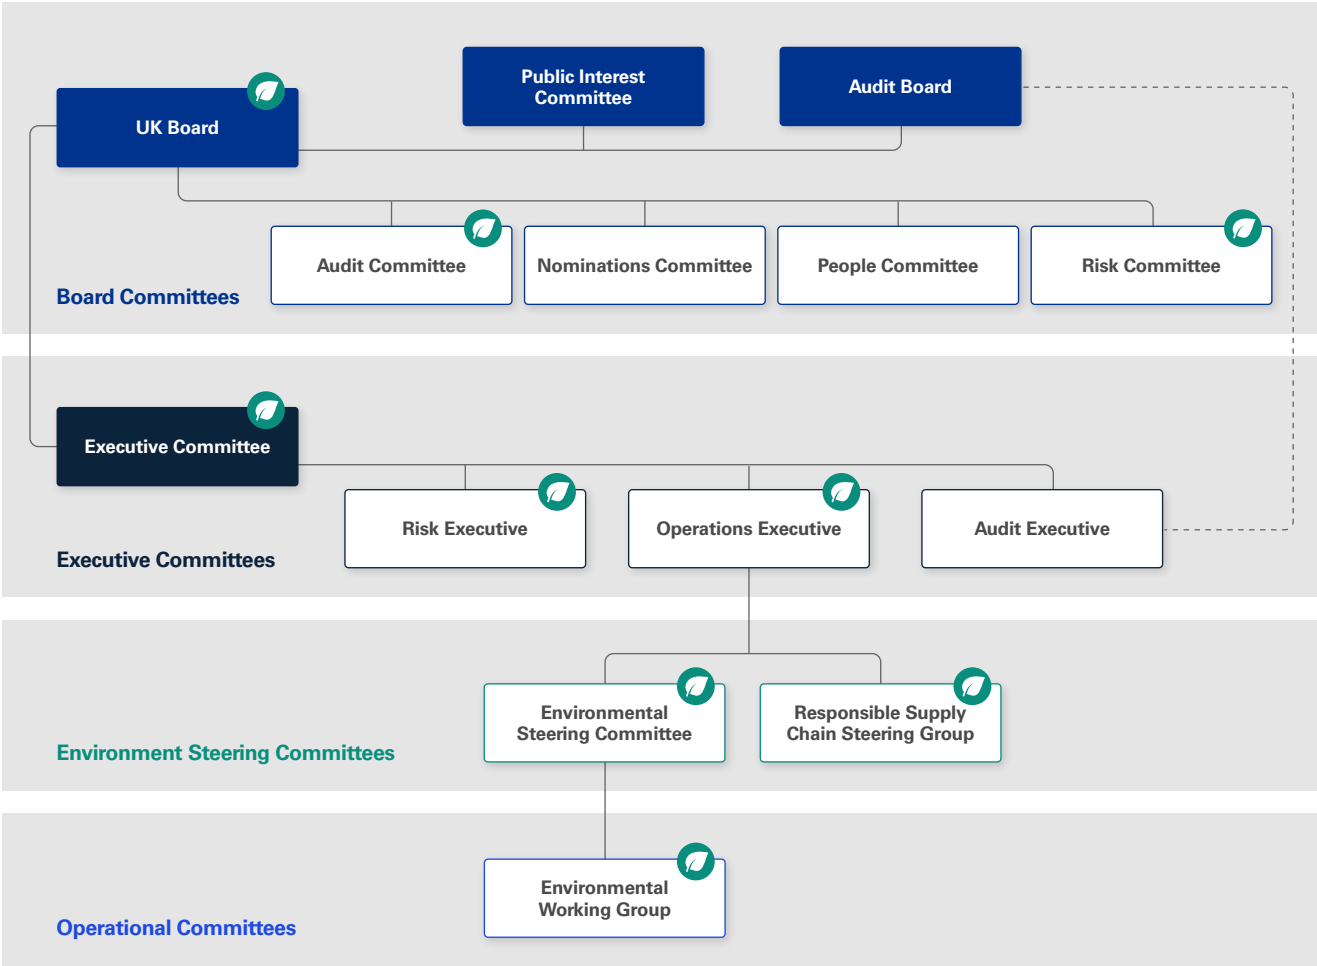 Public Interest
Committee
Audit Board
UK Board
Audit Committee
Nominations Committee
People Committee
Risk Committee
Board Committees
Executive Committee
Risk Executive
Operations Executive
Audit Executive
Executive Committees
Environmental
Steering Committee
Responsible Supply
Chain Steering Group
Environment Steering Committees
Environmental
Working Group
Operational Committees